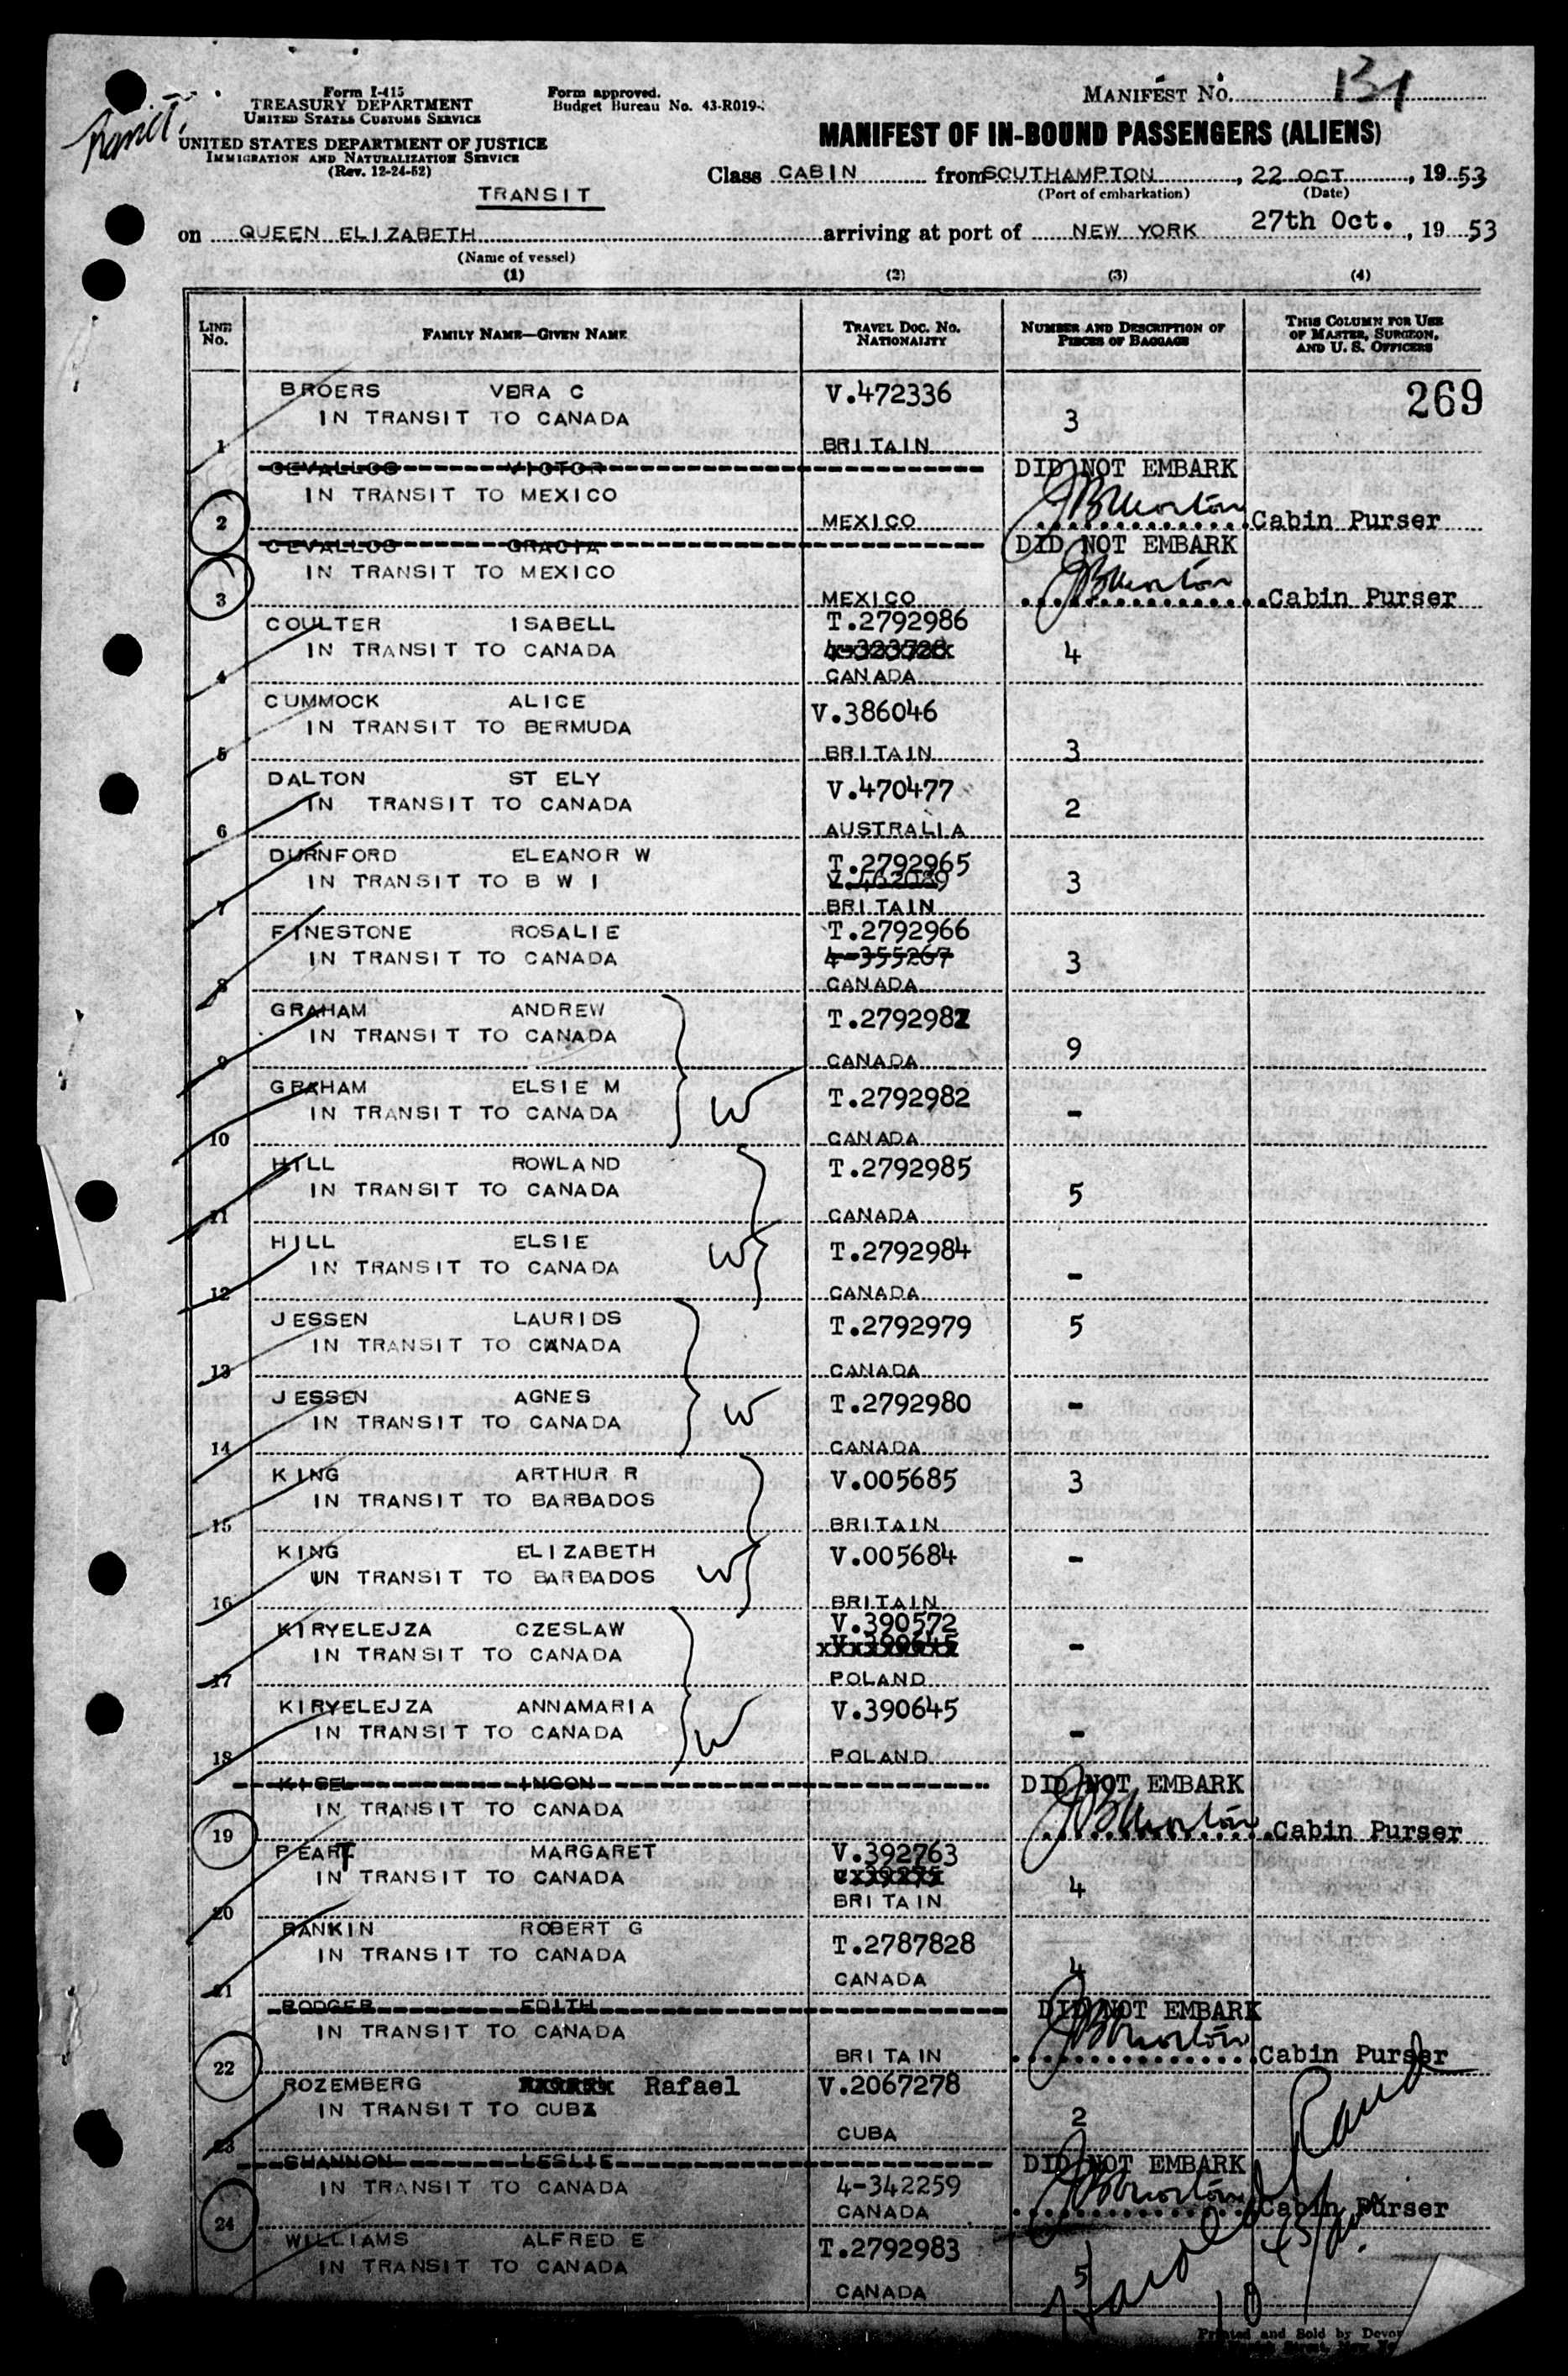 Form I-415
TREASURY DEPARTMENT
UNITED STATES CUSTOMS SERVICE
UNITED STATES DEPARTMENT OF JUSTICE
IMMIGRATION AND NATURALIZATION SERVICE
(Rev. 12-24-52)
Form approved.
Budget Bureau No. 43-R019-
MANIFEST NO. 131
MANIFEST OF IN-BOUND PASSENGERS (ALIENS)
Class CABIN from SOUTHAMPTON, 22 OCT, 1953
(Port of embarkation) (Date)
TRANSIT
on QUEEN ELIZABETH arriving at port of NEW YORK 27th Oct., 1953
(Name of vessel)
(1) (2) (3) (4)
LINE No. FAMILY NAME—GIVEN NAME TRAVEL DOC. NO. NATIONALITY NUMBER AND DESCRIPTION OF PIECES OF BAGGAGE THIS COLUMN FOR USE OF MASTER, SURGEON, AND U. S. OFFICERS
269
BROERS VERA C V.472336
IN TRANSIT TO CANADA 3
1 BRITAIN
CEVALLOS VICTOR DID NOT EMBARK
IN TRANSIT TO MEXICO
2 MEXICO Cabin Purser
CEVALLOS GRACIA DID NOT EMBARK
IN TRANSIT TO MEXICO
3 MEXICO Cabin Purser
COULTER ISABELL T.2792986
IN TRANSIT TO CANADA 4-323728 4
4 CANADA
CUMMOCK ALICE V.386046
IN TRANSIT TO BERMUDA
5 BRITAIN 3
DALTON ST ELY V.470477
IN TRANSIT TO CANADA 2
6 AUSTRALIA
DURNFORD ELEANOR W T.2792965
IN TRANSIT TO B W I V.462089 3
7 BRITAIN
FINESTONE ROSALIE T.2792966
IN TRANSIT TO CANADA 4-355267 3
8 CANADA
GRAHAM ANDREW T.2792981
IN TRANSIT TO CANADA
9 CANADA 9
GRAHAM ELSIE M T.2792982
IN TRANSIT TO CANADA W -
10 CANADA
HILL ROWLAND T.2792985
IN TRANSIT TO CANADA 5
11 CANADA
HILL ELSIE T.2792984
IN TRANSIT TO CANADA W -
12 CANADA
JESSEN LAURIDS T.2792979 5
IN TRANSIT TO CANADA
13 CANADA
JESSEN AGNES T.2792980 -
IN TRANSIT TO CANADA W
14 CANADA
KING ARTHUR R V.005685 3
IN TRANSIT TO BARBADOS
15 BRITAIN
KING ELIZABETH V.005684 -
UN TRANSIT TO BARBADOS W
16 BRITAIN
KIRYELEJZA CZESLAW V.390572
IN TRANSIT TO CANADA V.390645 -
17 POLAND
KIRYELEJZA ANNAMARIA V.390645
IN TRANSIT TO CANADA W -
18 POLAND
KISEL INGON DID NOT EMBARK
IN TRANSIT TO CANADA
19 Cabin Purser
PEART MARGARET V.392763
IN TRANSIT TO CANADA 4
20 BRITAIN
RANKIN ROBERT G T.2787828
IN TRANSIT TO CANADA
21 CANADA 4
RODGER EDITH DID NOT EMBARK
IN TRANSIT TO CANADA
22 BRITAIN Cabin Purser
ROZEMBERG Rafael V.2067278
IN TRANSIT TO CUBA 2
23 CUBA
SHANNON LESLIE DID NOT EMBARK
IN TRANSIT TO CANADA 4-342259
24 CANADA Cabin Purser
WILLIAMS ALFRED E T.2792983
IN TRANSIT TO CANADA 5
CANADA
Printed and Sold by